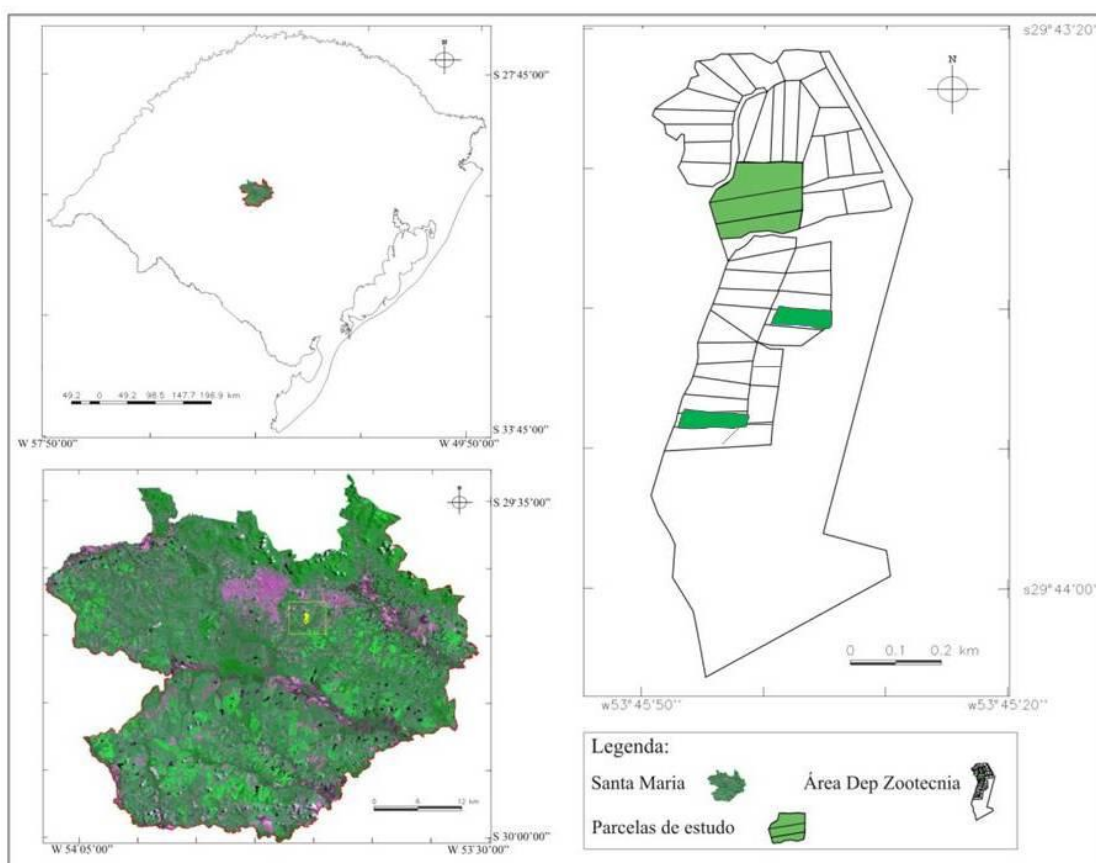 N
S 27°45'00"
49.2 0 49.2 98.5 147.7 196.9 km
S 33°45'00"
W 57°50'00" W 49°50'00"
S 29°35'00"
0 6 12 km
S 30°00'00"
W 54°05'00" W 53°30'00"
s29°43'20"
N
s29°44'00"
0 0.1 0.2 km
w53°45'50" w53°45'20"
Legenda:
Santa Maria Área Dep Zootecnia
Parcelas de estudo